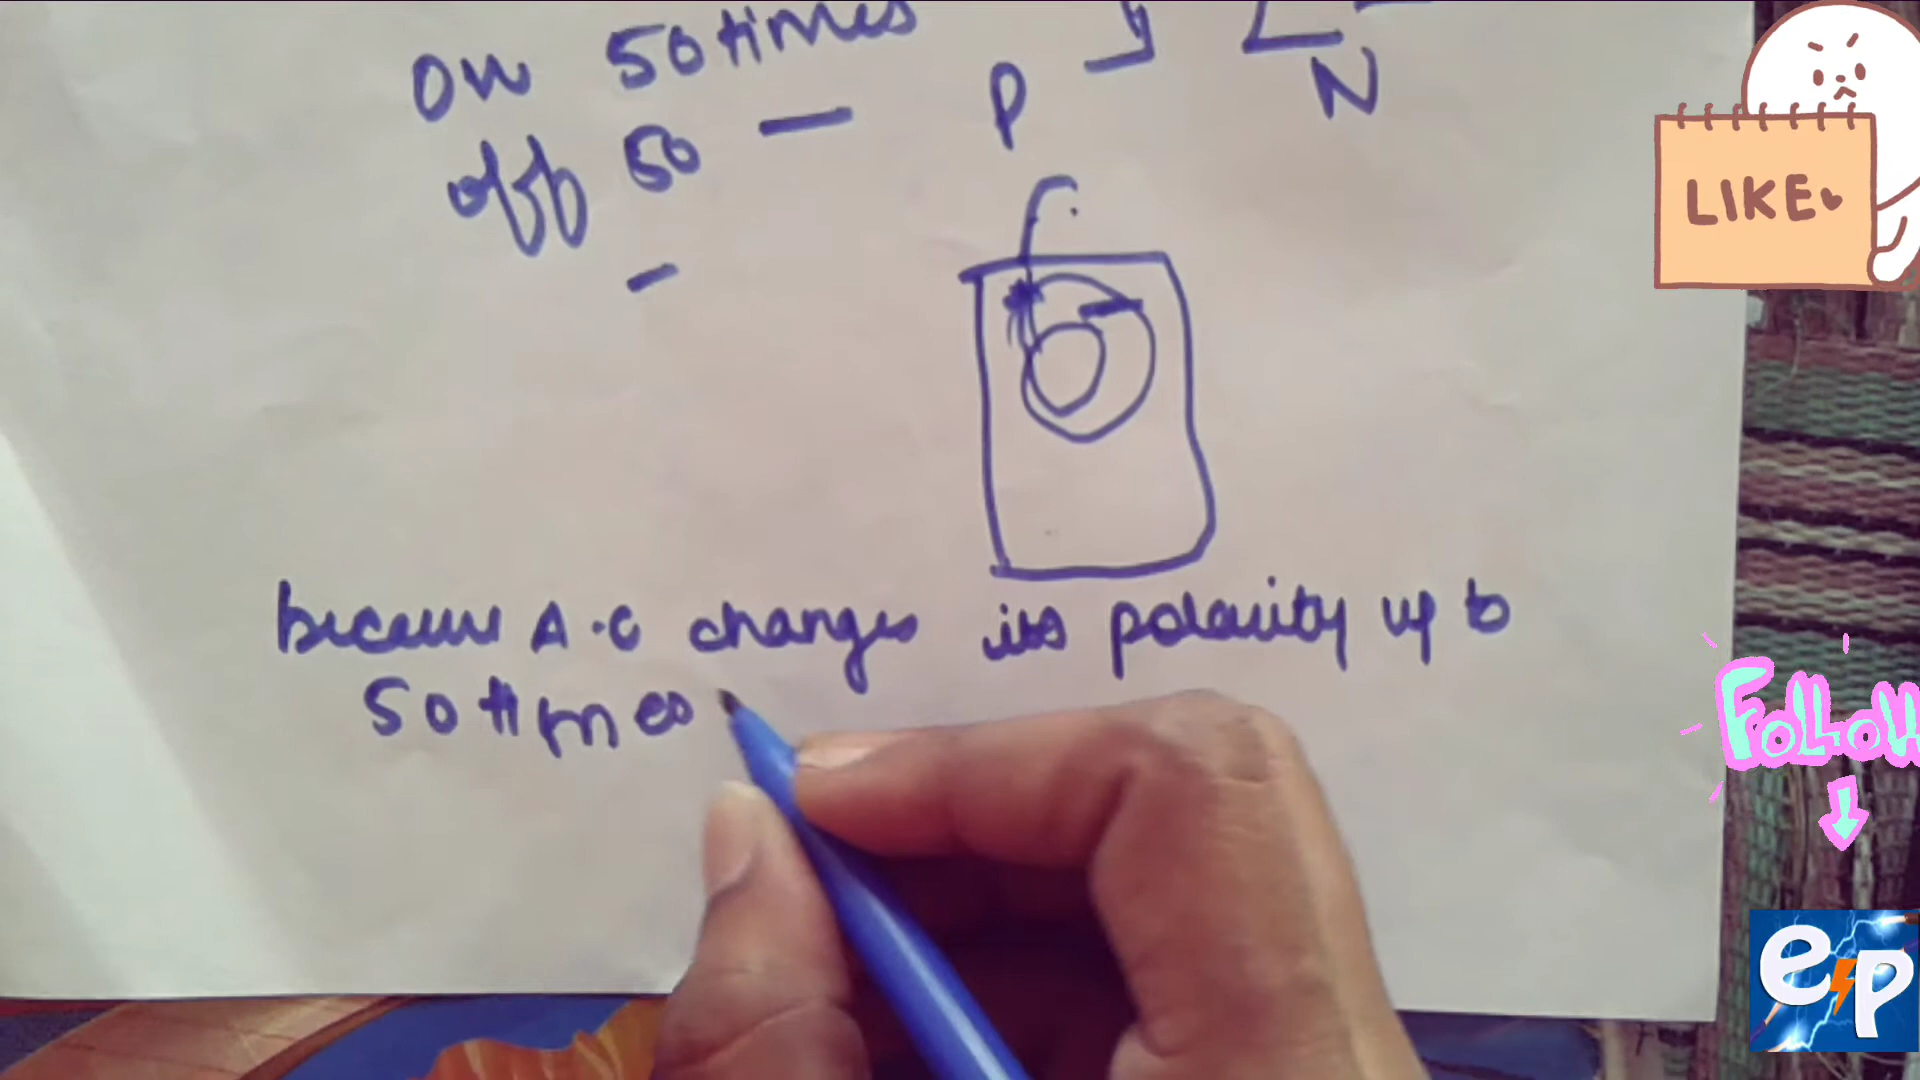 on 50 times
off 50
P
N
LIKE
because A.C changes its polarity up to
50 times
Follow
ep